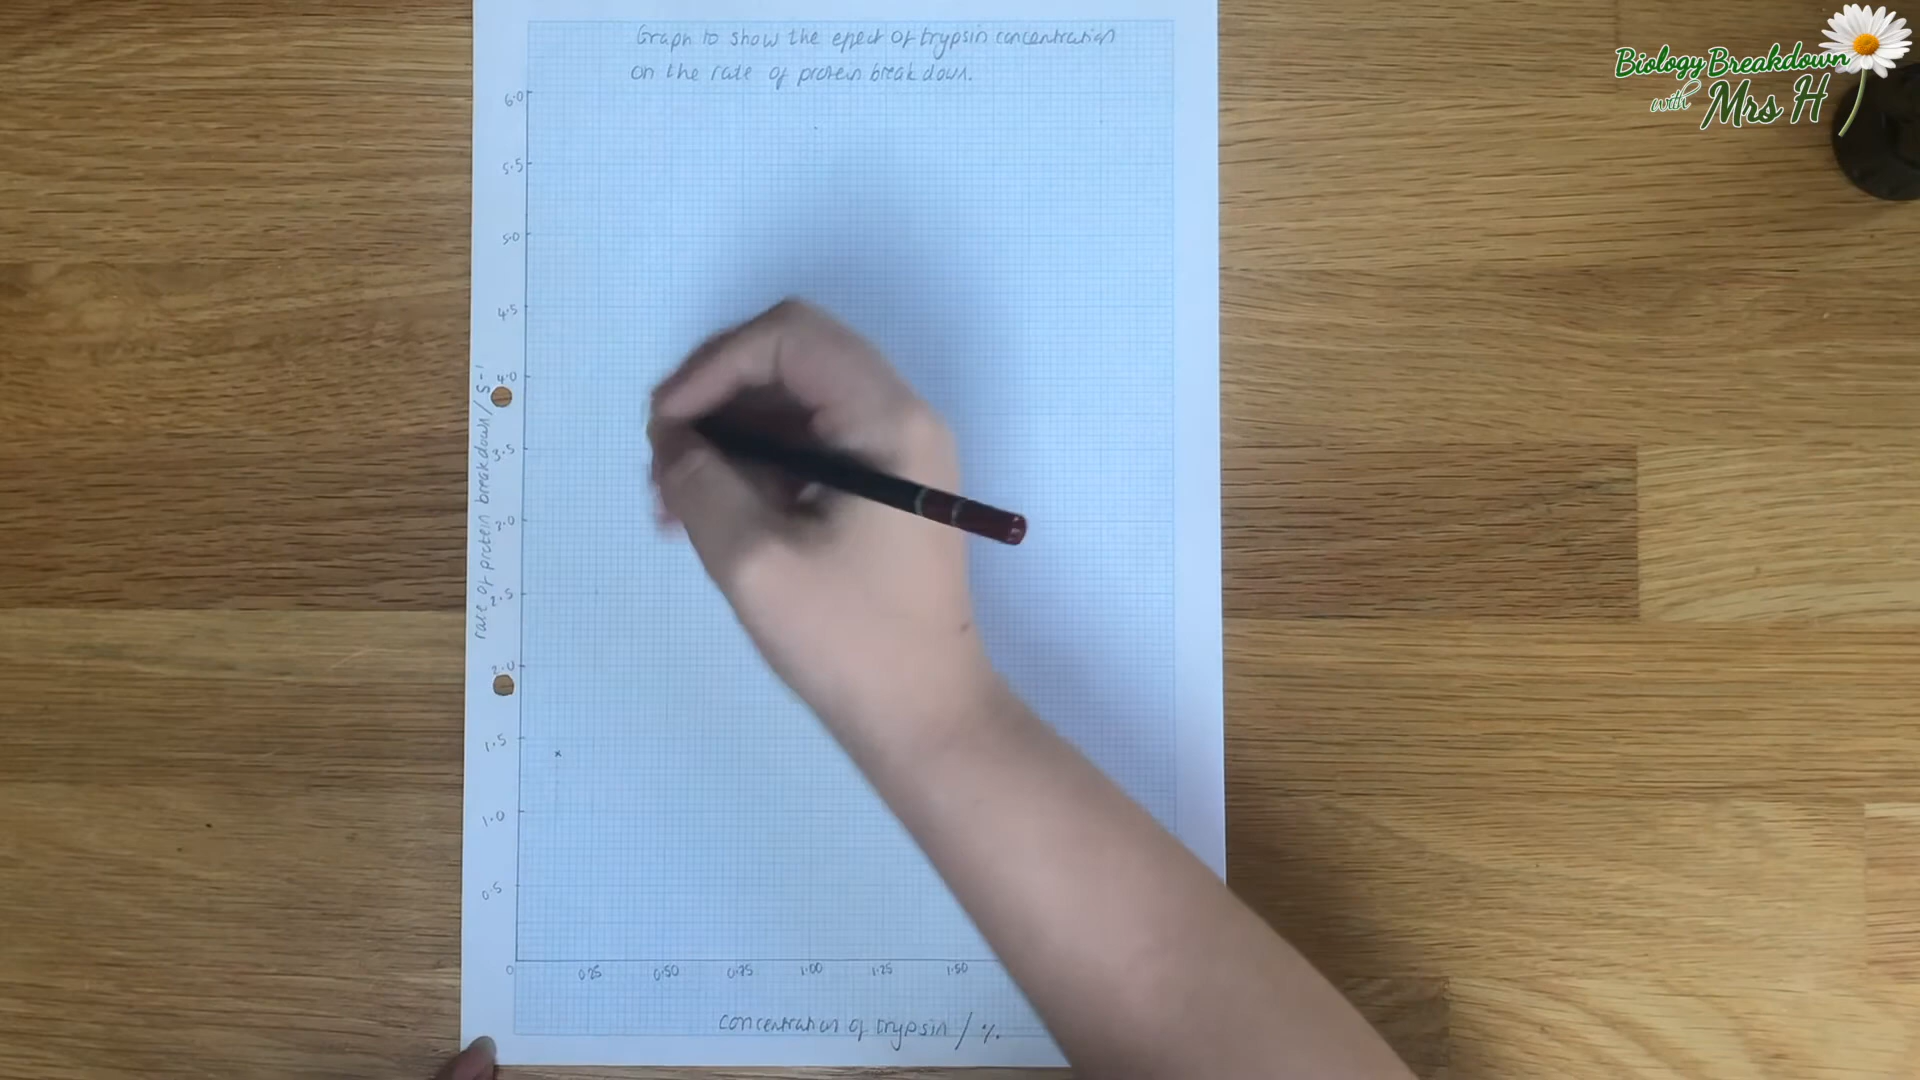 Graph to show the effect of trypsin concentration
on the rate of protein breakdown.
Biology Breakdown
with Mrs H
6.0
5.5
5.0
4.5
4.0
3.5
3.0
2.5
2.0
1.5
1.0
0.5
rate of protein breakdown / s-1
0 0.25 0.50 0.75 1.00 1.25 1.50
concentration of trypsin / %